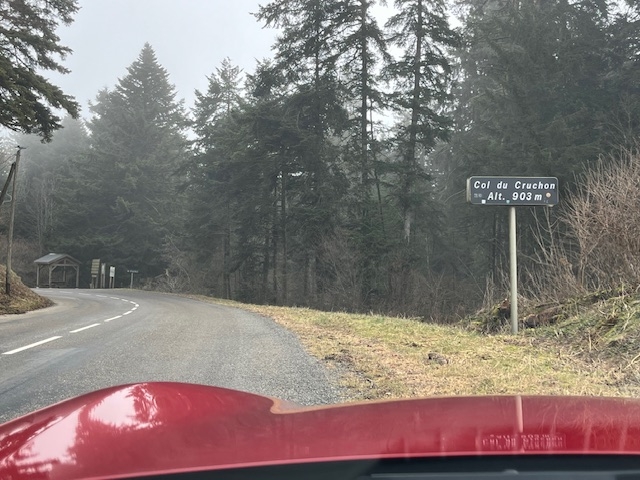 Col du Cruchon
Alt. 903 m